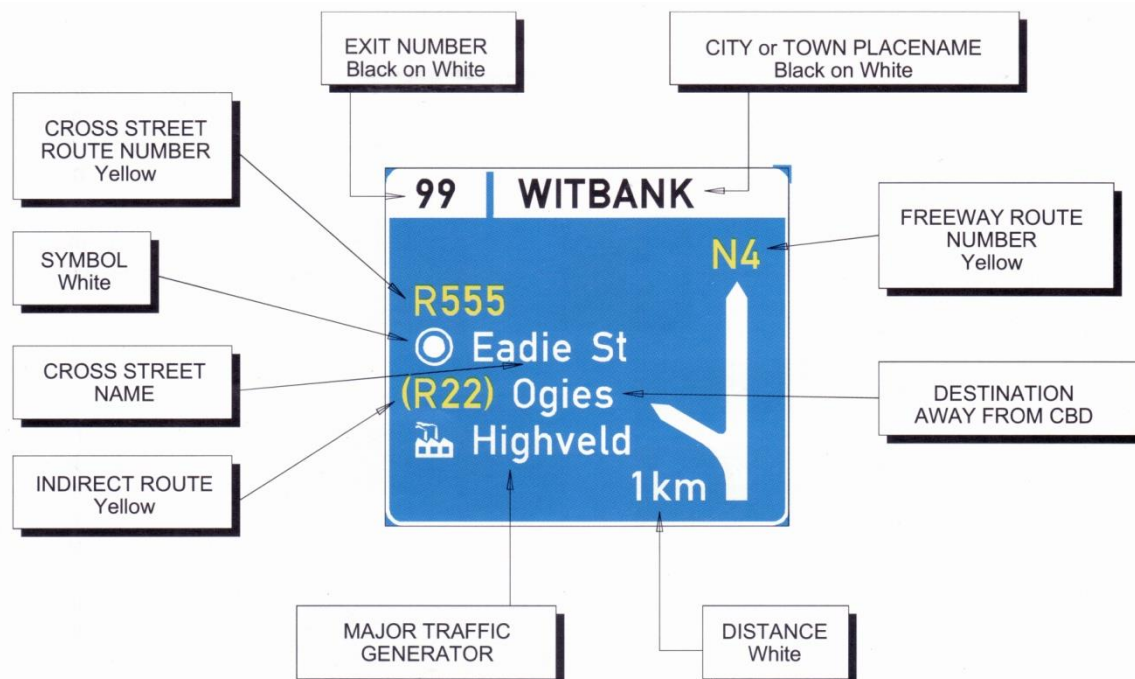 EXIT NUMBER
Black on White
CITY or TOWN PLACENAME
Black on White
CROSS STREET
ROUTE NUMBER
Yellow
SYMBOL
White
CROSS STREET
NAME
INDIRECT ROUTE
Yellow
99 WITBANK
N4
R555
Eadie St
(R22) Ogies
Highveld
1km
FREEWAY ROUTE
NUMBER
Yellow
DESTINATION
AWAY FROM CBD
MAJOR TRAFFIC
GENERATOR
DISTANCE
White